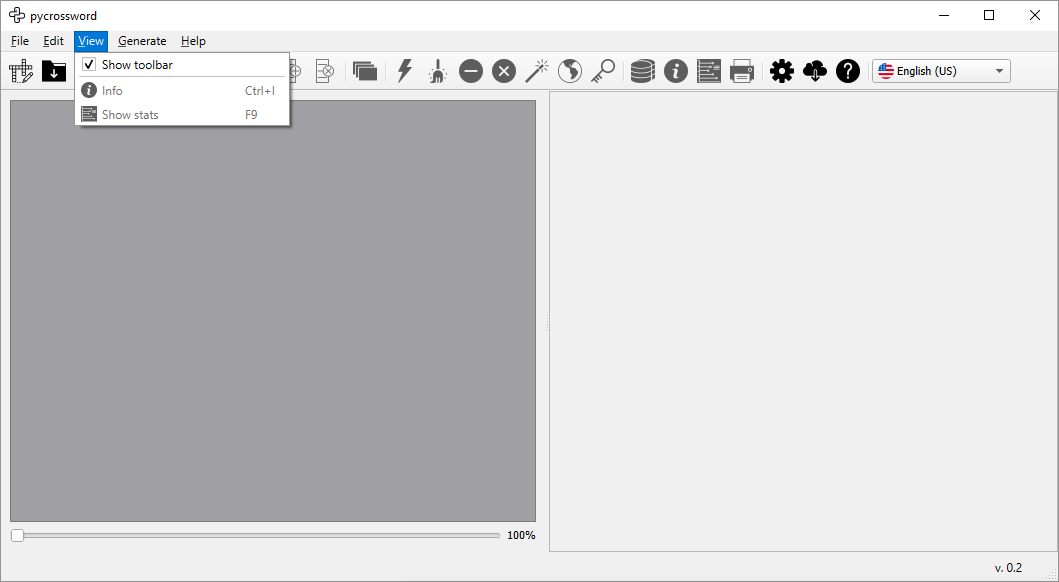 pycrossword
File Edit View Generate Help
Show toolbar
Info Ctrl+I
Show stats F9
English (US)
100%
v. 0.2